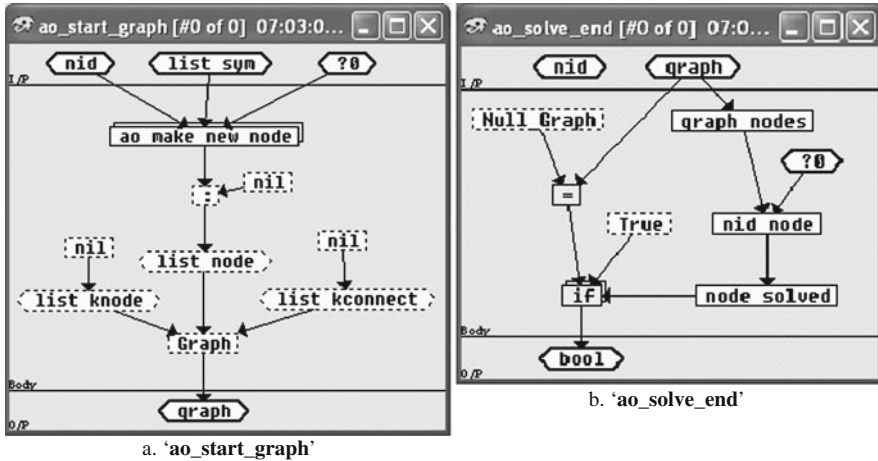 ao_start_graph [#0 of 0] 07:03:0...
nid
list sym
?0
I/P
ao make new node
:
nil
nil
list node
nil
list knode
list kconnect
Graph
Body
graph
O/P
a. 'ao_start_graph'
ao_solve_end [#0 of 0] 07:0...
nid
graph
I/P
Null Graph
graph nodes
?0
=
True
nid node
if
node solved
Body
bool
O/P
b. 'ao_solve_end'